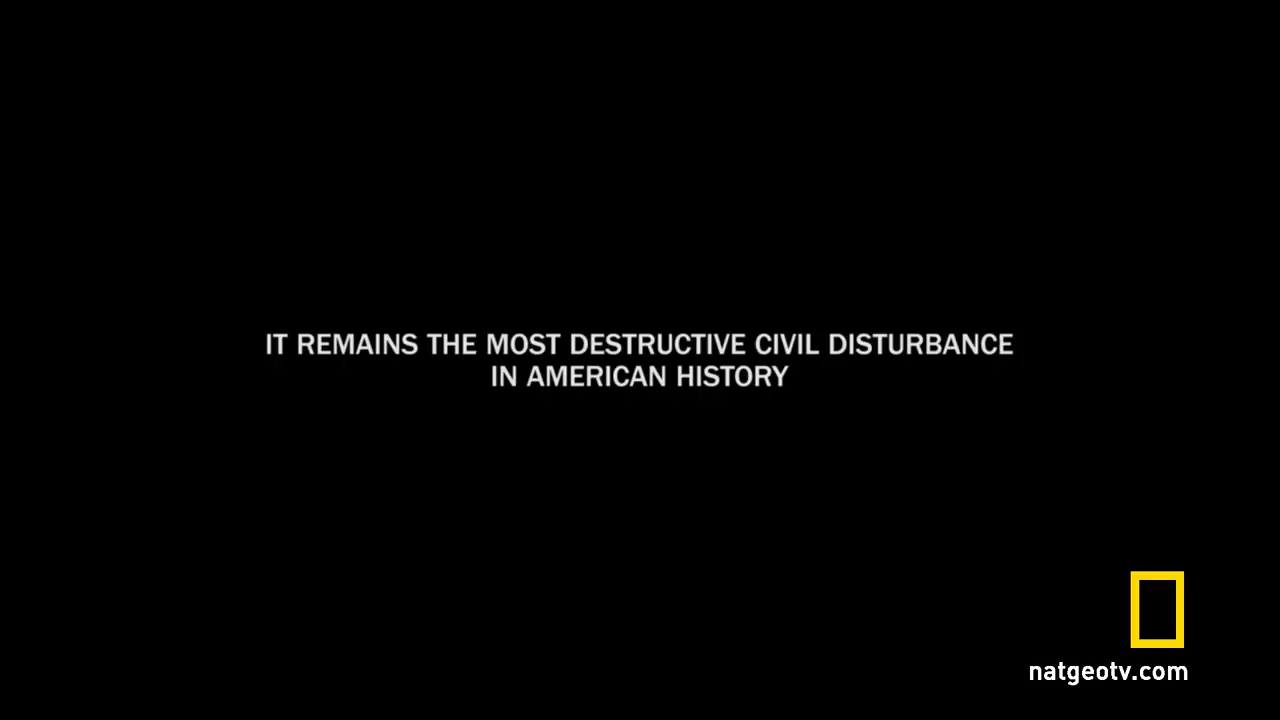 IT REMAINS THE MOST DESTRUCTIVE CIVIL DISTURBANCE
IN AMERICAN HISTORY
natgeotv.com